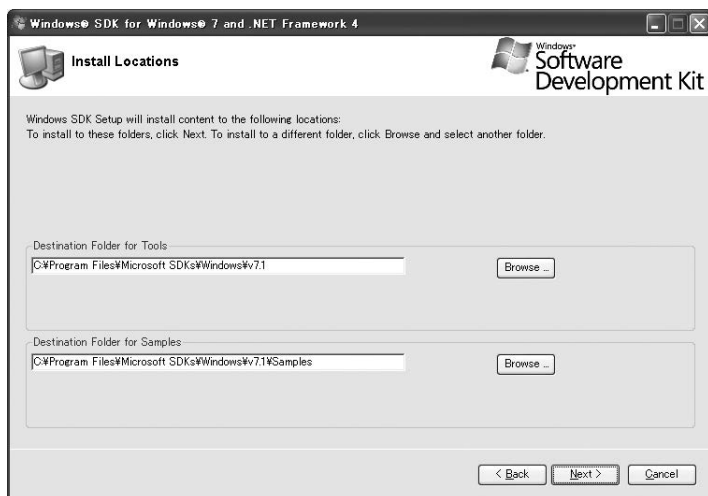 Windows® SDK for Windows® 7 and .NET Framework 4
Install Locations
Windows®
Software
Development Kit
Windows SDK Setup will install content to the following locations:
To install to these folders, click Next. To install to a different folder, click Browse and select another folder.
Destination Folder for Tools
C:¥Program Files¥Microsoft SDKs¥Windows¥v7.1
Browse ...
Destination Folder for Samples
C:¥Program Files¥Microsoft SDKs¥Windows¥v7.1¥Samples
Browse ...
< Back
Next >
Cancel